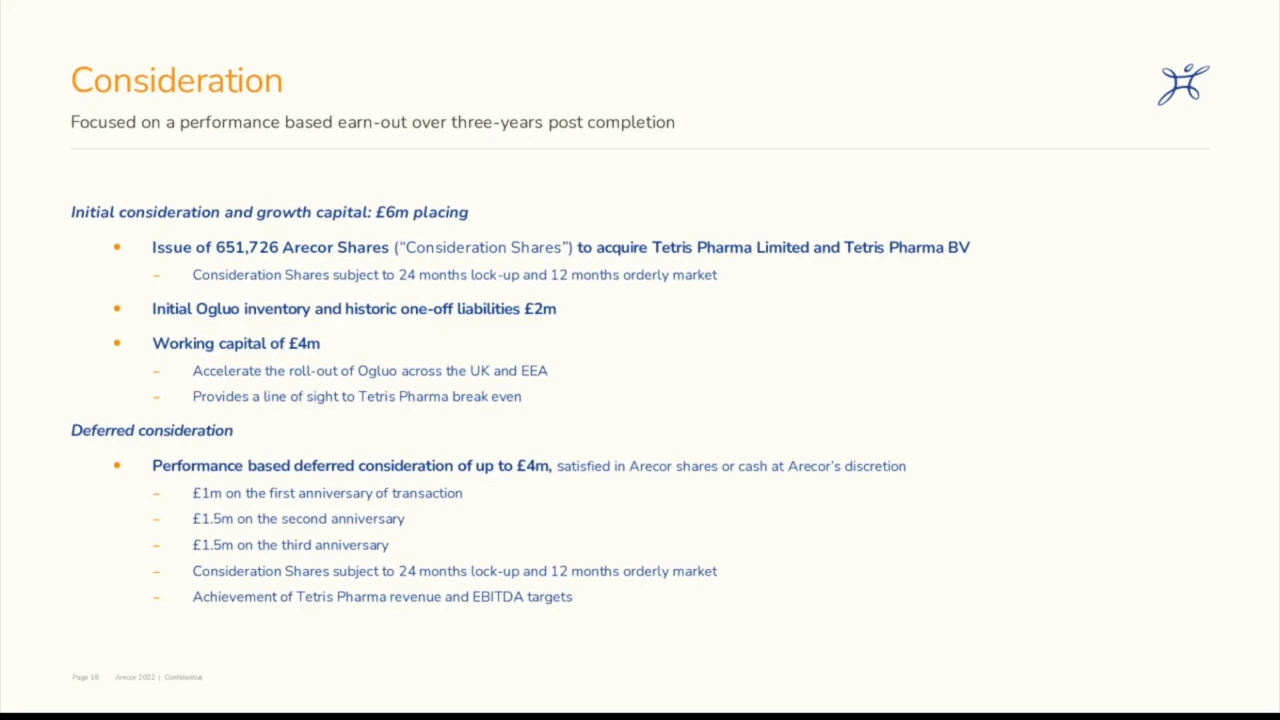 Consideration
Focused on a performance based earn-out over three-years post completion
Initial consideration and growth capital: £6m placing
• Issue of 651,726 Arecor Shares (“Consideration Shares”) to acquire Tetris Pharma Limited and Tetris Pharma BV
– Consideration Shares subject to 24 months lock-up and 12 months orderly market
• Initial Ogluo inventory and historic one-off liabilities £2m
• Working capital of £4m
– Accelerate the roll-out of Ogluo across the UK and EEA
– Provides a line of sight to Tetris Pharma break even
Deferred consideration
• Performance based deferred consideration of up to £4m, satisfied in Arecor shares or cash at Arecor’s discretion
– £1m on the first anniversary of transaction
– £1.5m on the second anniversary
– £1.5m on the third anniversary
– Consideration Shares subject to 24 months lock-up and 12 months orderly market
– Achievement of Tetris Pharma revenue and EBITDA targets
Page 18 Arecor 2022 | Confidential